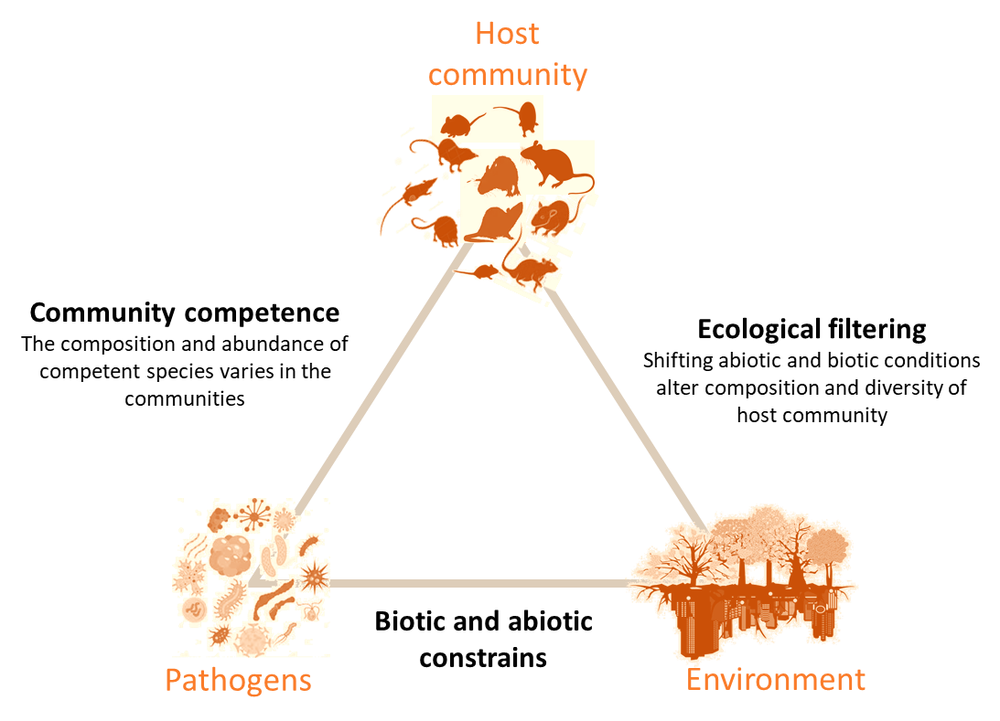 Host
community
Community competence
The composition and abundance of
competent species varies in the
communities
Ecological filtering
Shifting abiotic and biotic conditions
alter composition and diversity of
host community
Biotic and abiotic
constrains
Pathogens
Environment